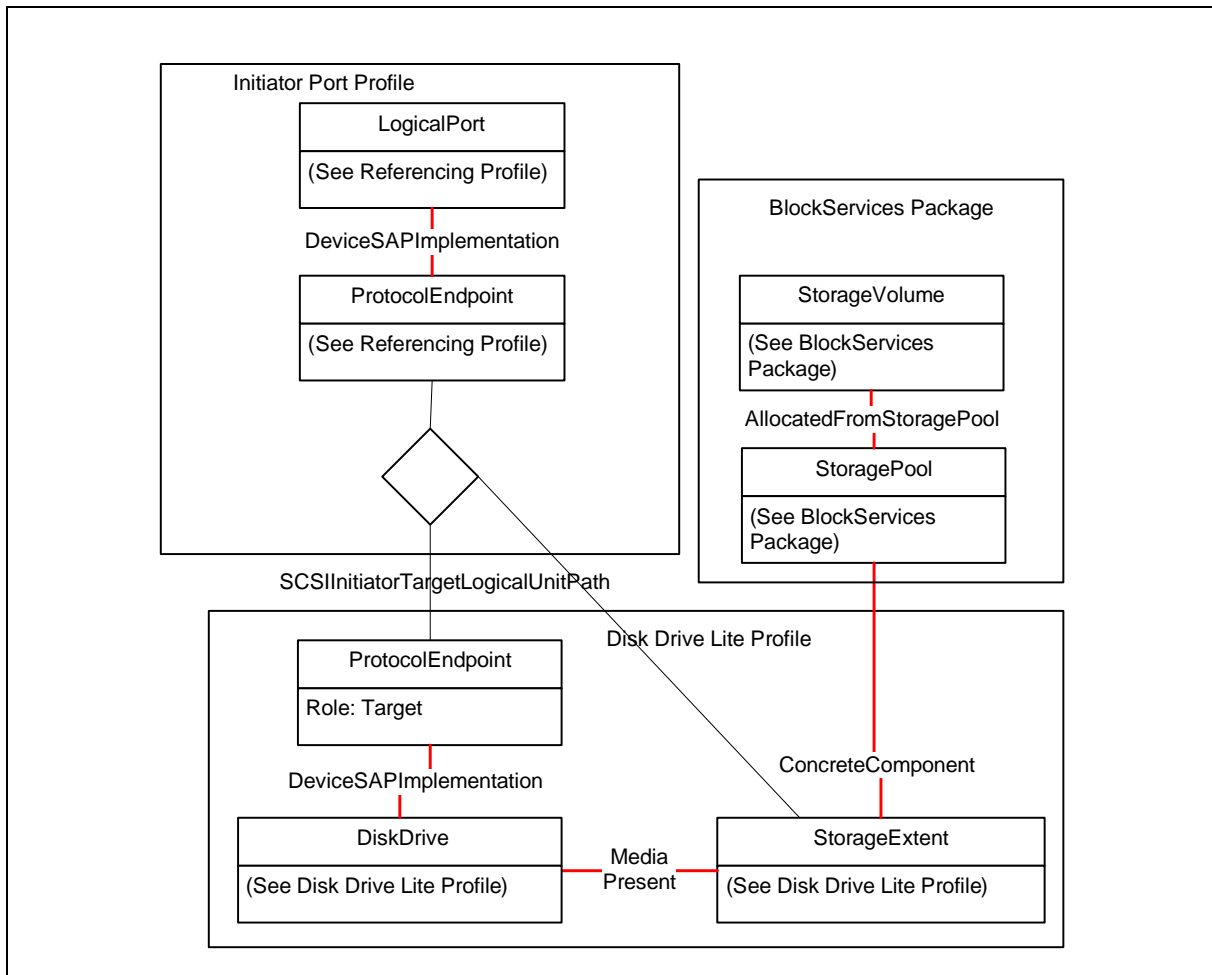 Initiator Port Profile
LogicalPort
(See Referencing Profile)
DeviceSAPImplementation
ProtocolEndpoint
(See Referencing Profile)
BlockServices Package
StorageVolume
(See BlockServices
Package)
AllocatedFromStoragePool
StoragePool
(See BlockServices
Package)
SCSIInitiatorTargetLogicalUnitPath
Disk Drive Lite Profile
ProtocolEndpoint
Role: Target
DeviceSAPImplementation
ConcreteComponent
DiskDrive
(See Disk Drive Lite Profile)
Media
Present
StorageExtent
(See Disk Drive Lite Profile)